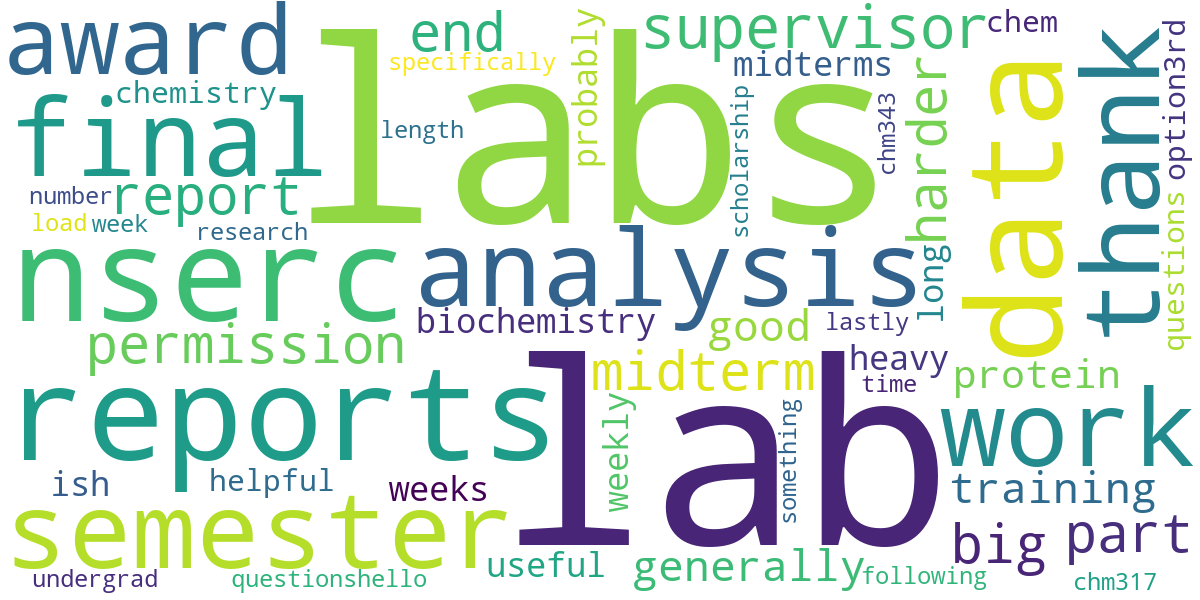 award
end
supervisor
chem
specifically
probably
midterms
option3rd
chemistry
final
labs
length
scholarship
chm343
harder
data
thank
number
report
load
week
research
nserc
analysis
long
questions
biochemistry
good
lastly
permission
midterm
heavy
time
protein
reports
lab
weekly
something
work
ish
helpful
weeks
training
semester
big
part
undergrad
questionshello
useful
generally
following
chm317